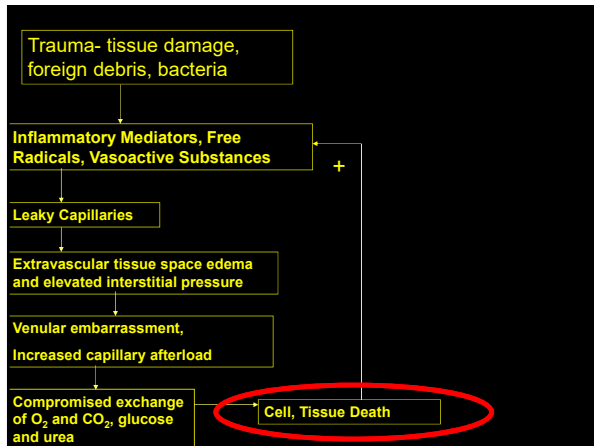 Trauma- tissue damage,
foreign debris, bacteria
Inflammatory Mediators, Free
Radicals, Vasoactive Substances
+
Leaky Capillaries
Extravascular tissue space edema
and elevated interstitial pressure
Venular embarrassment,
Increased capillary afterload
Compromised exchange
of O₂ and CO₂, glucose
and urea
Cell, Tissue Death